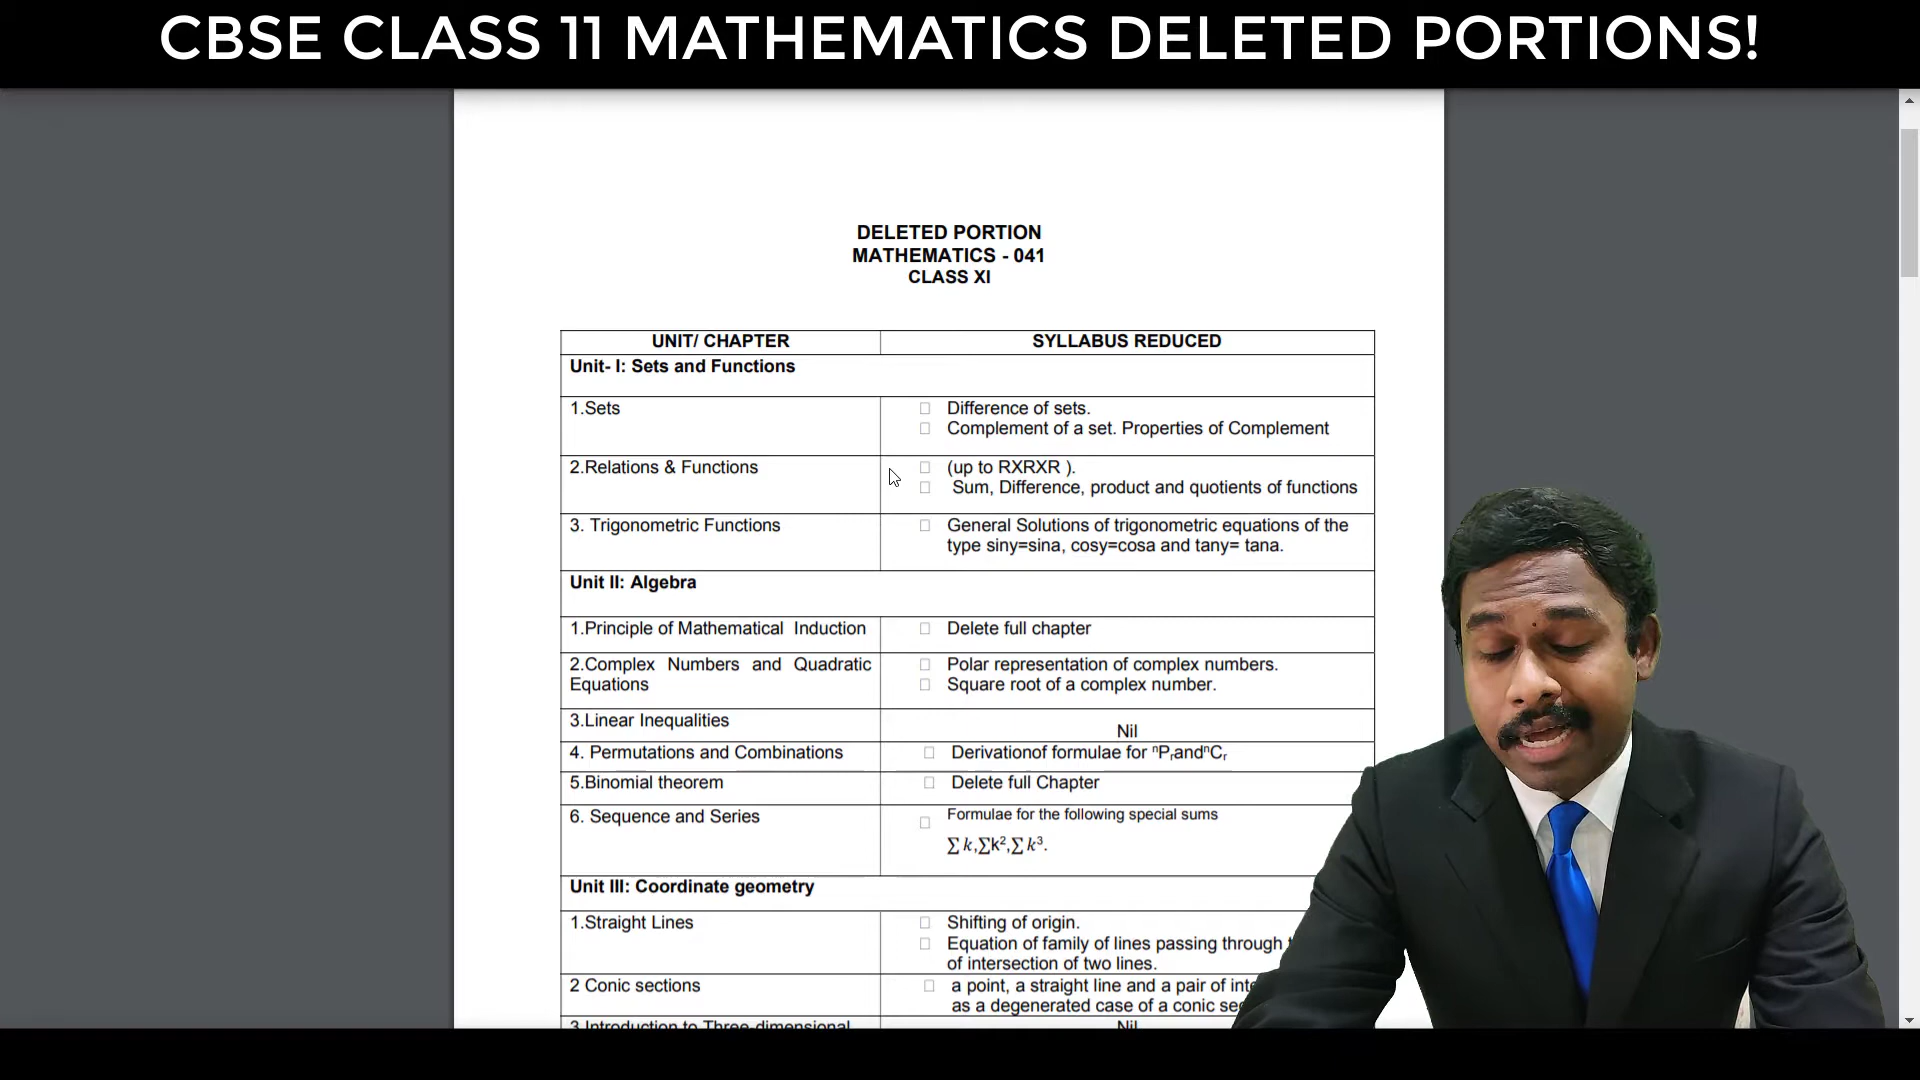 CBSE CLASS 11 MATHEMATICS DELETED PORTIONS!
DELETED PORTION
MATHEMATICS - 041
CLASS XI
UNIT/ CHAPTER SYLLABUS REDUCED
Unit- I: Sets and Functions
1.Sets
Difference of sets.
Complement of a set. Properties of Complement
2.Relations & Functions
(up to RXRXR ).
Sum, Difference, product and quotients of functions
3. Trigonometric Functions
General Solutions of trigonometric equations of the
type siny=sina, cosy=cosa and tany= tana.
Unit II: Algebra
1.Principle of Mathematical Induction
Delete full chapter
2.Complex Numbers and Quadratic
Equations
Polar representation of complex numbers.
Square root of a complex number.
3.Linear Inequalities
Nil
4. Permutations and Combinations
Derivationof formulae for ⁿPᵣandⁿCᵣ
5.Binomial theorem
Delete full Chapter
6. Sequence and Series
Formulae for the following special sums
∑ k,∑k²,∑ k³.
Unit III: Coordinate geometry
1.Straight Lines
Shifting of origin.
Equation of family of lines passing through
of intersection of two lines.
2 Conic sections
a point, a straight line and a pair of
as a degenerated case of a conic
3.Introduction to Three-dimensional
Nil